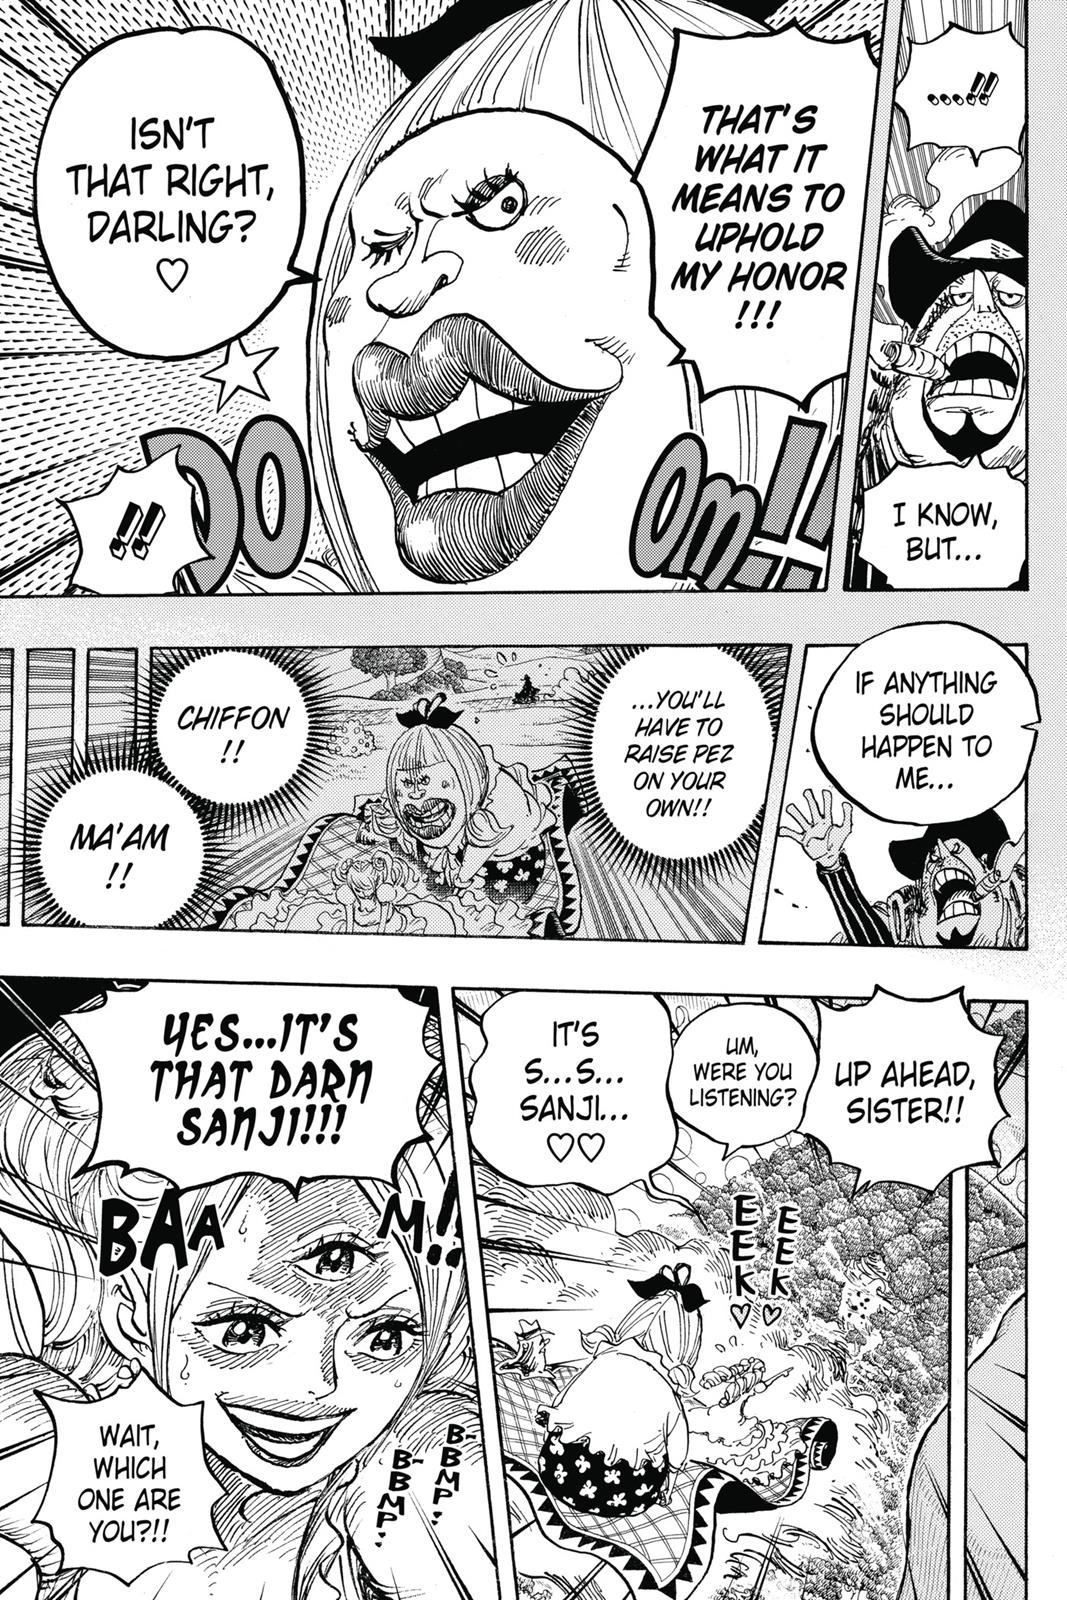 ....!!
I KNOW,
BUT...
THAT'S
WHAT IT
MEANS TO
UPHOLD
MY HONOR
!!!
ISN'T
THAT RIGHT,
DARLING?
♡
DO
OM!!
!!
IF ANYTHING
SHOULD
HAPPEN TO
ME...
...YOU'LL
HAVE TO
RAISE PEZ
ON YOUR
OWN!!
CHIFFON
!!
MA'AM
!!
UP AHEAD,
SISTER!!
UM,
WERE YOU
LISTENING?
IT'S
S...S...
SANJI...
♡♡
EEK♡
EEK♡
YES...IT'S
THAT DARN
SANJI!!!
BAAAM!!
WAIT,
WHICH
ONE ARE
YOU?!!
B-BMP
B-BMP